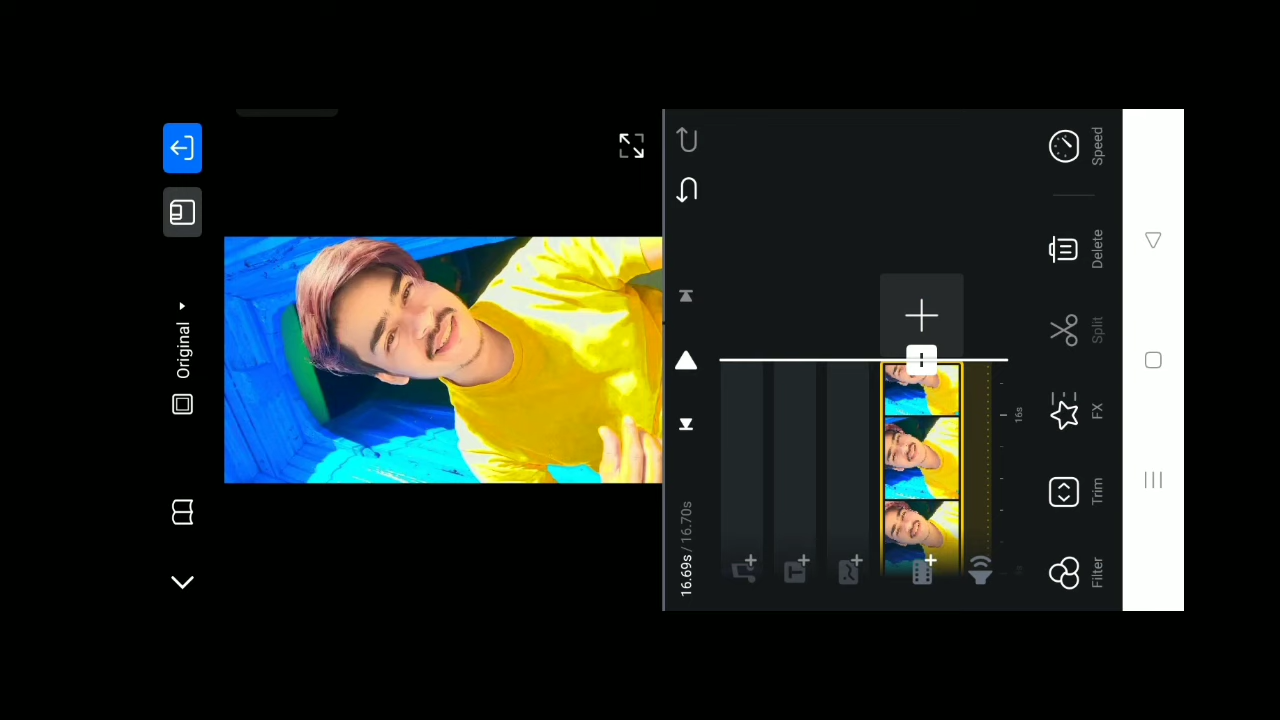 Original
16.69s / 16.70s
16s
Filter
Trim
FX
Split
Delete
Speed